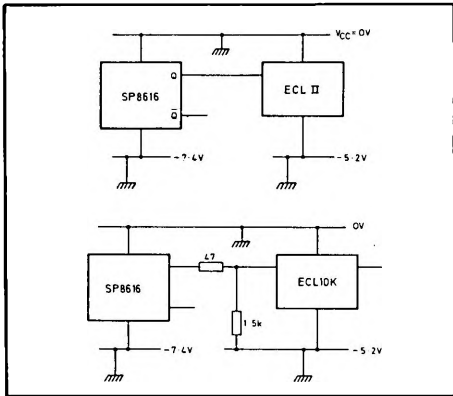 VCC = 0V
Q
SP8616
Q̅
ECL II
-7·4V
-5·2V
0V
47
SP8616
ECL10K
1·5k
-7·4V
-5·2V